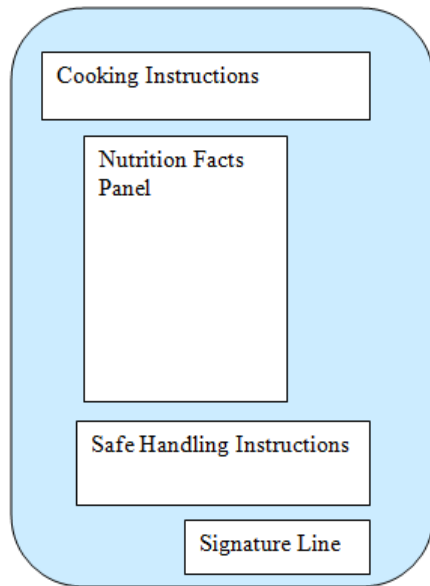 Cooking Instructions
Nutrition Facts
Panel
Safe Handling Instructions
Signature Line